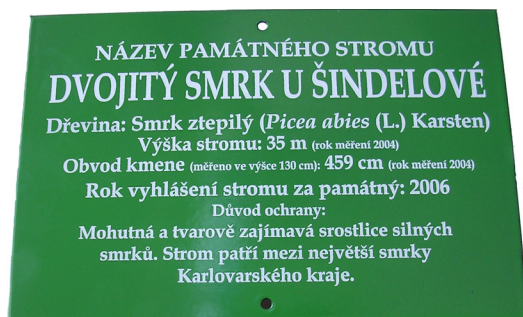 NÁZEV PAMÁTNÉHO STROMU
DVOJITÝ SMRK U ŠINDELOVÉ
Dřevina: Smrk ztepilý (Picea abies (L.) Karsten)
Výška stromu: 35 m (rok měření 2004)
Obvod kmene (měřeno ve výšce 130 cm): 459 cm (rok měření 2004)
Rok vyhlášení stromu za památný: 2006
Důvod ochrany:
Mohutná a tvarově zajímavá srostlice silných
smrků. Strom patří mezi největší smrky
Karlovarského kraje.